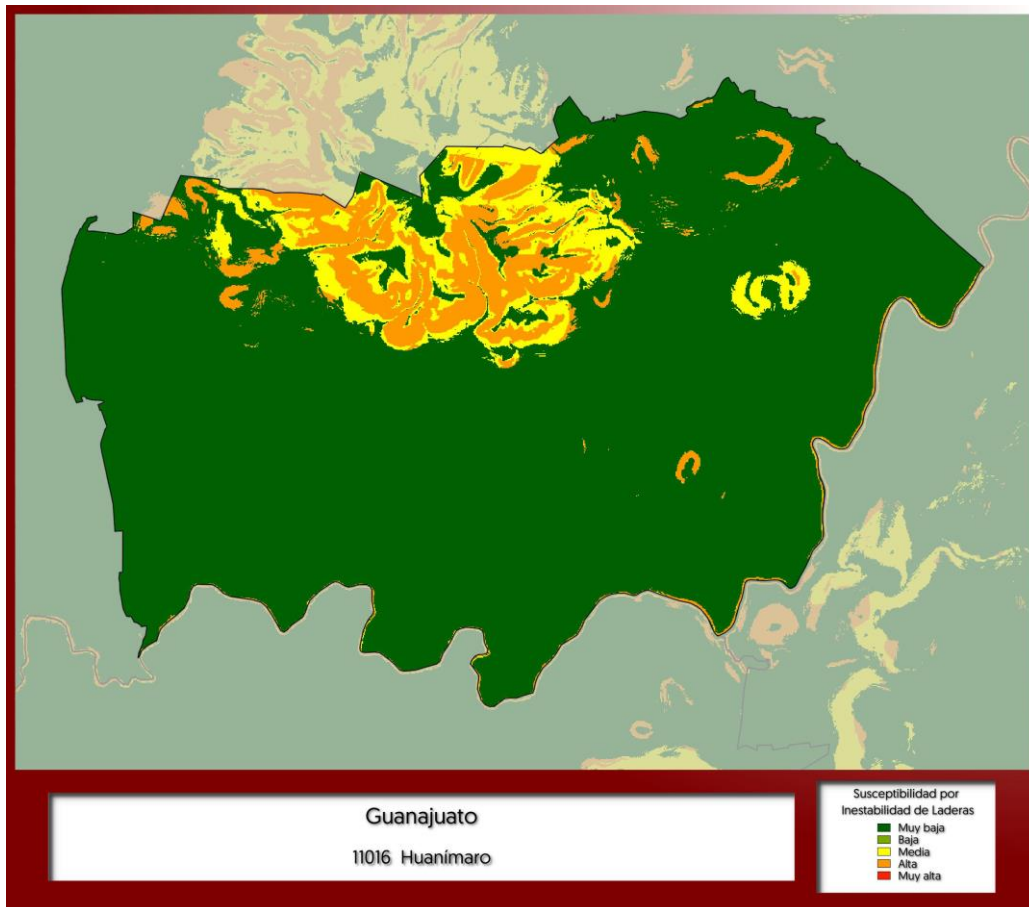 Guanajuato
11016 Huanímaro
Susceptibilidad por
Inestabilidad de Laderas
Muy baja
Baja
Media
Alta
Muy alta